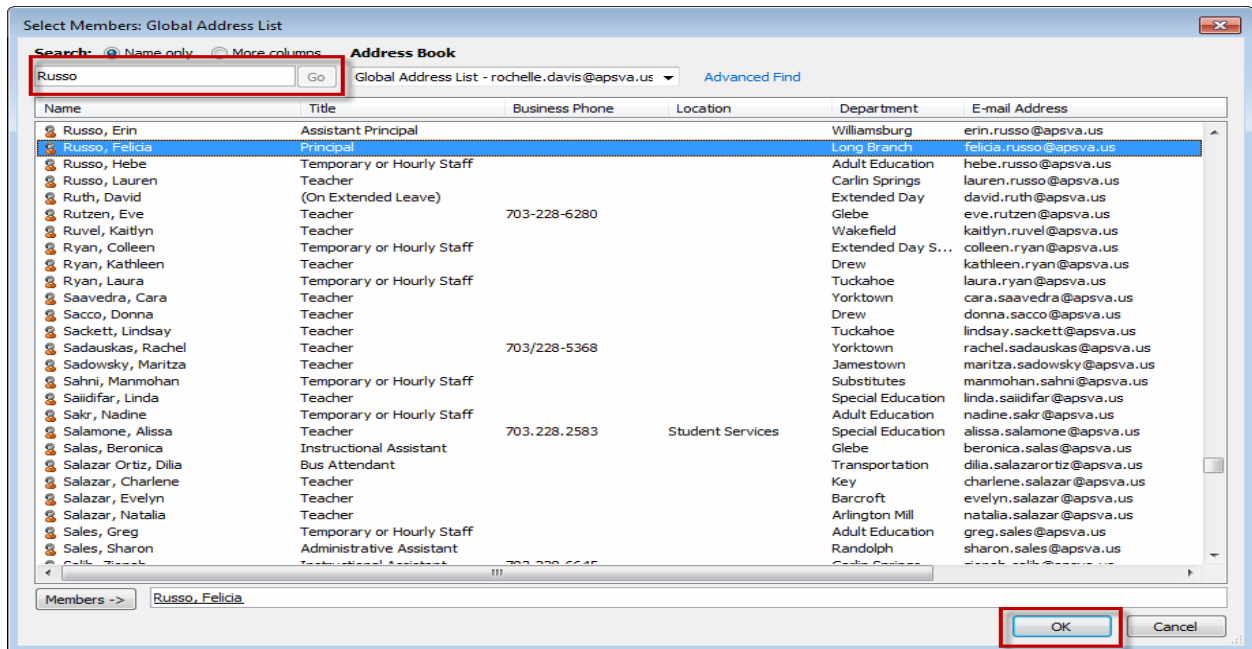 Select Members: Global Address List
Search: Name only More columns Address Book
Russo Go Global Address List - rochelle.davis@apsva.us Advanced Find
Name Title Business Phone Location Department E-mail Address
Russo, Erin Assistant Principal Williamsburg erin.russo@apsva.us
Russo, Felicia Principal Long Branch felicia.russo@apsva.us
Russo, Hebe Temporary or Hourly Staff Adult Education hebe.russo@apsva.us
Russo, Lauren Teacher Carlin Springs lauren.russo@apsva.us
Ruth, David (On Extended Leave) Extended Day david.ruth@apsva.us
Rutzen, Eve Teacher 703-228-6280 Glebe eve.rutzen@apsva.us
Ruvel, Kaitlyn Teacher Wakefield kaitlyn.ruvel@apsva.us
Ryan, Colleen Temporary or Hourly Staff Extended Day S... colleen.ryan@apsva.us
Ryan, Kathleen Teacher Drew kathleen.ryan@apsva.us
Ryan, Laura Temporary or Hourly Staff Tuckahoe laura.ryan@apsva.us
Saavedra, Cara Teacher Yorktown cara.saavedra@apsva.us
Sacco, Donna Teacher Drew donna.sacco@apsva.us
Sackett, Lindsay Teacher Tuckahoe lindsay.sackett@apsva.us
Sadauskas, Rachel Teacher 703/228-5368 Yorktown rachel.sadauskas@apsva.us
Sadowsky, Maritza Teacher Jamestown maritza.sadowsky@apsva.us
Sahni, Manmohan Temporary or Hourly Staff Substitutes manmohan.sahni@apsva.us
Saiidifar, Linda Teacher Special Education linda.saiidifar@apsva.us
Sakr, Nadine Temporary or Hourly Staff Adult Education nadine.sakr@apsva.us
Salamone, Alissa Teacher 703.228.2583 Student Services Special Education alissa.salamone@apsva.us
Salas, Beronica Instructional Assistant Glebe beronica.salas@apsva.us
Salazar Ortiz, Dilia Bus Attendant Transportation dilia.salazarortiz@apsva.us
Salazar, Charlene Teacher Key charlene.salazar@apsva.us
Salazar, Evelyn Teacher Barcroft evelyn.salazar@apsva.us
Salazar, Natalia Teacher Arlington Mill natalia.salazar@apsva.us
Sales, Greg Temporary or Hourly Staff Adult Education greg.sales@apsva.us
Sales, Sharon Administrative Assistant Randolph sharon.sales@apsva.us
Members -> Russo, Felicia
OK Cancel